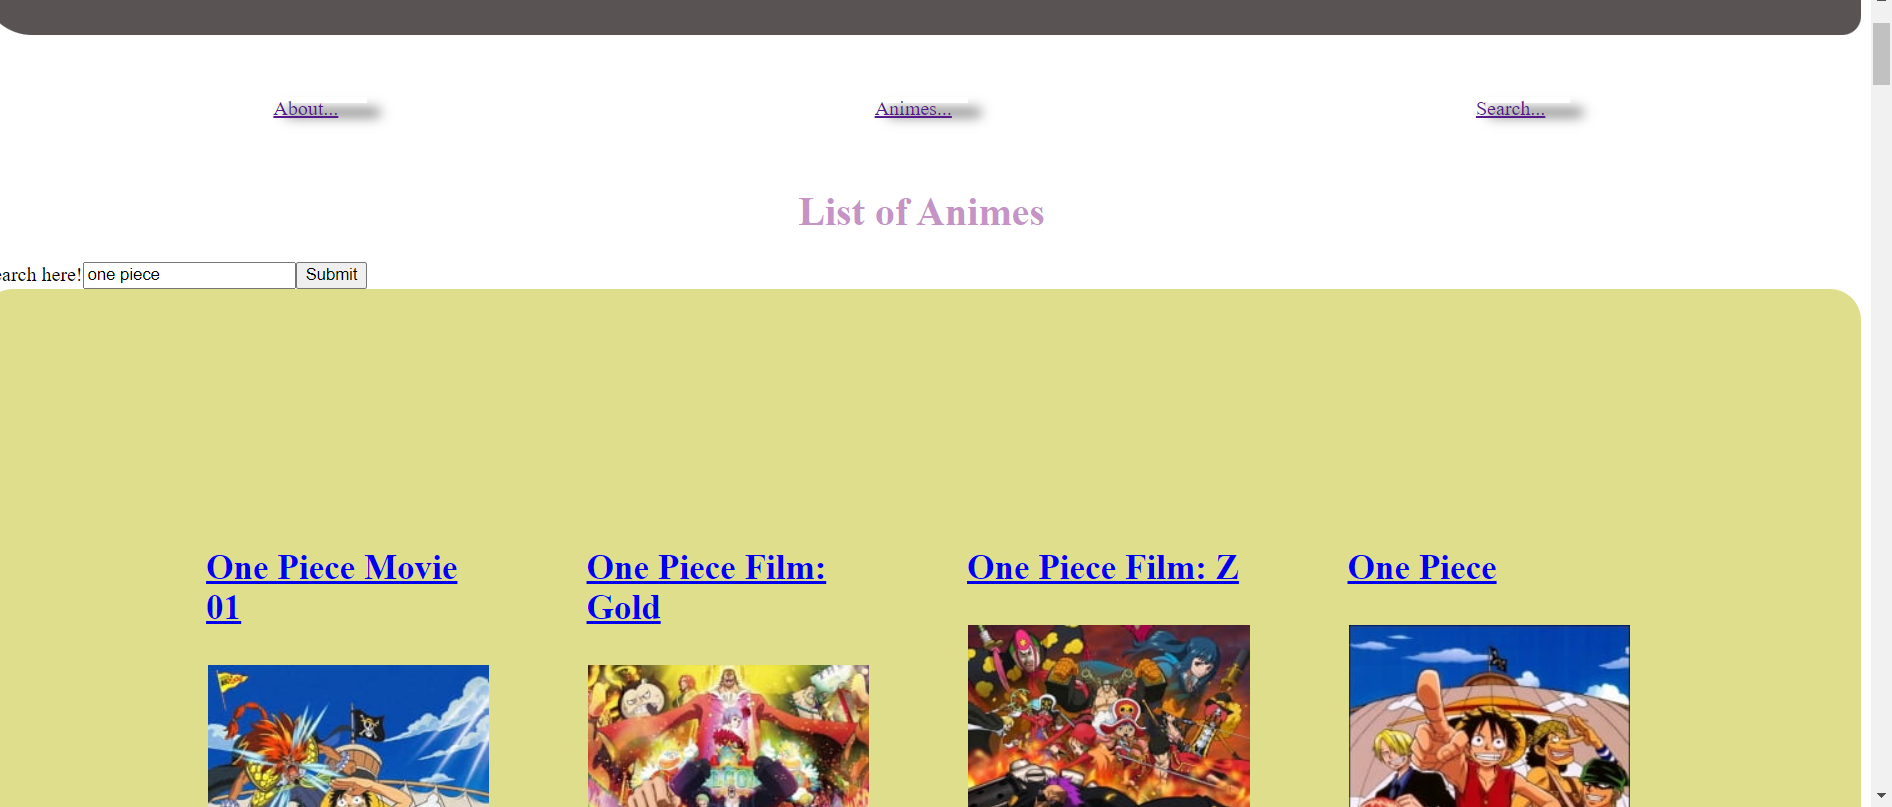 About...
Animes...
Search...
List of Animes
earch here! one piece Submit
One Piece Movie
01
One Piece Film:
Gold
One Piece Film: Z
One Piece